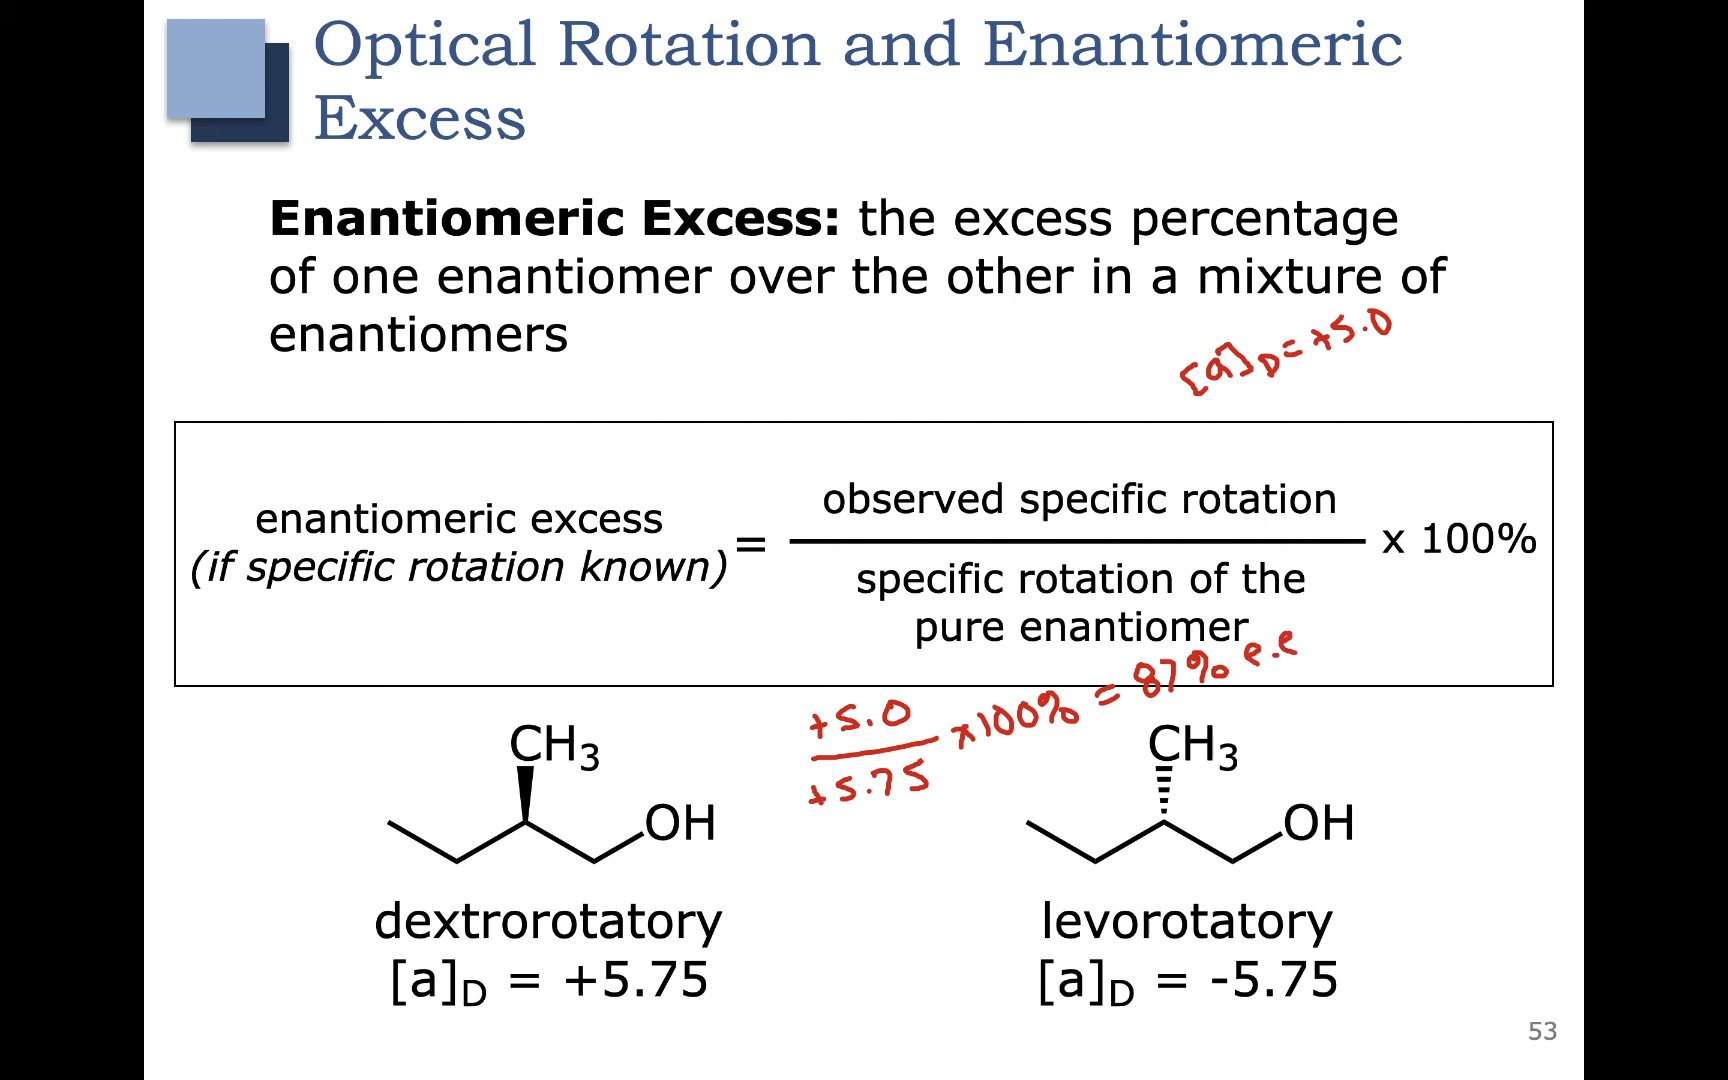 Optical Rotation and Enantiomeric
Excess
Enantiomeric Excess: the excess percentage
of one enantiomer over the other in a mixture of
enantiomers
[a]D = +5.0
enantiomeric excess
(if specific rotation known)
=
observed specific rotation
specific rotation of the
pure enantiomer
x 100%
+5.0
+5.75
x100% = 87% e.e
CH3
OH
dextrorotatory
[a]D = +5.75
CH3
OH
levorotatory
[a]D = -5.75
53